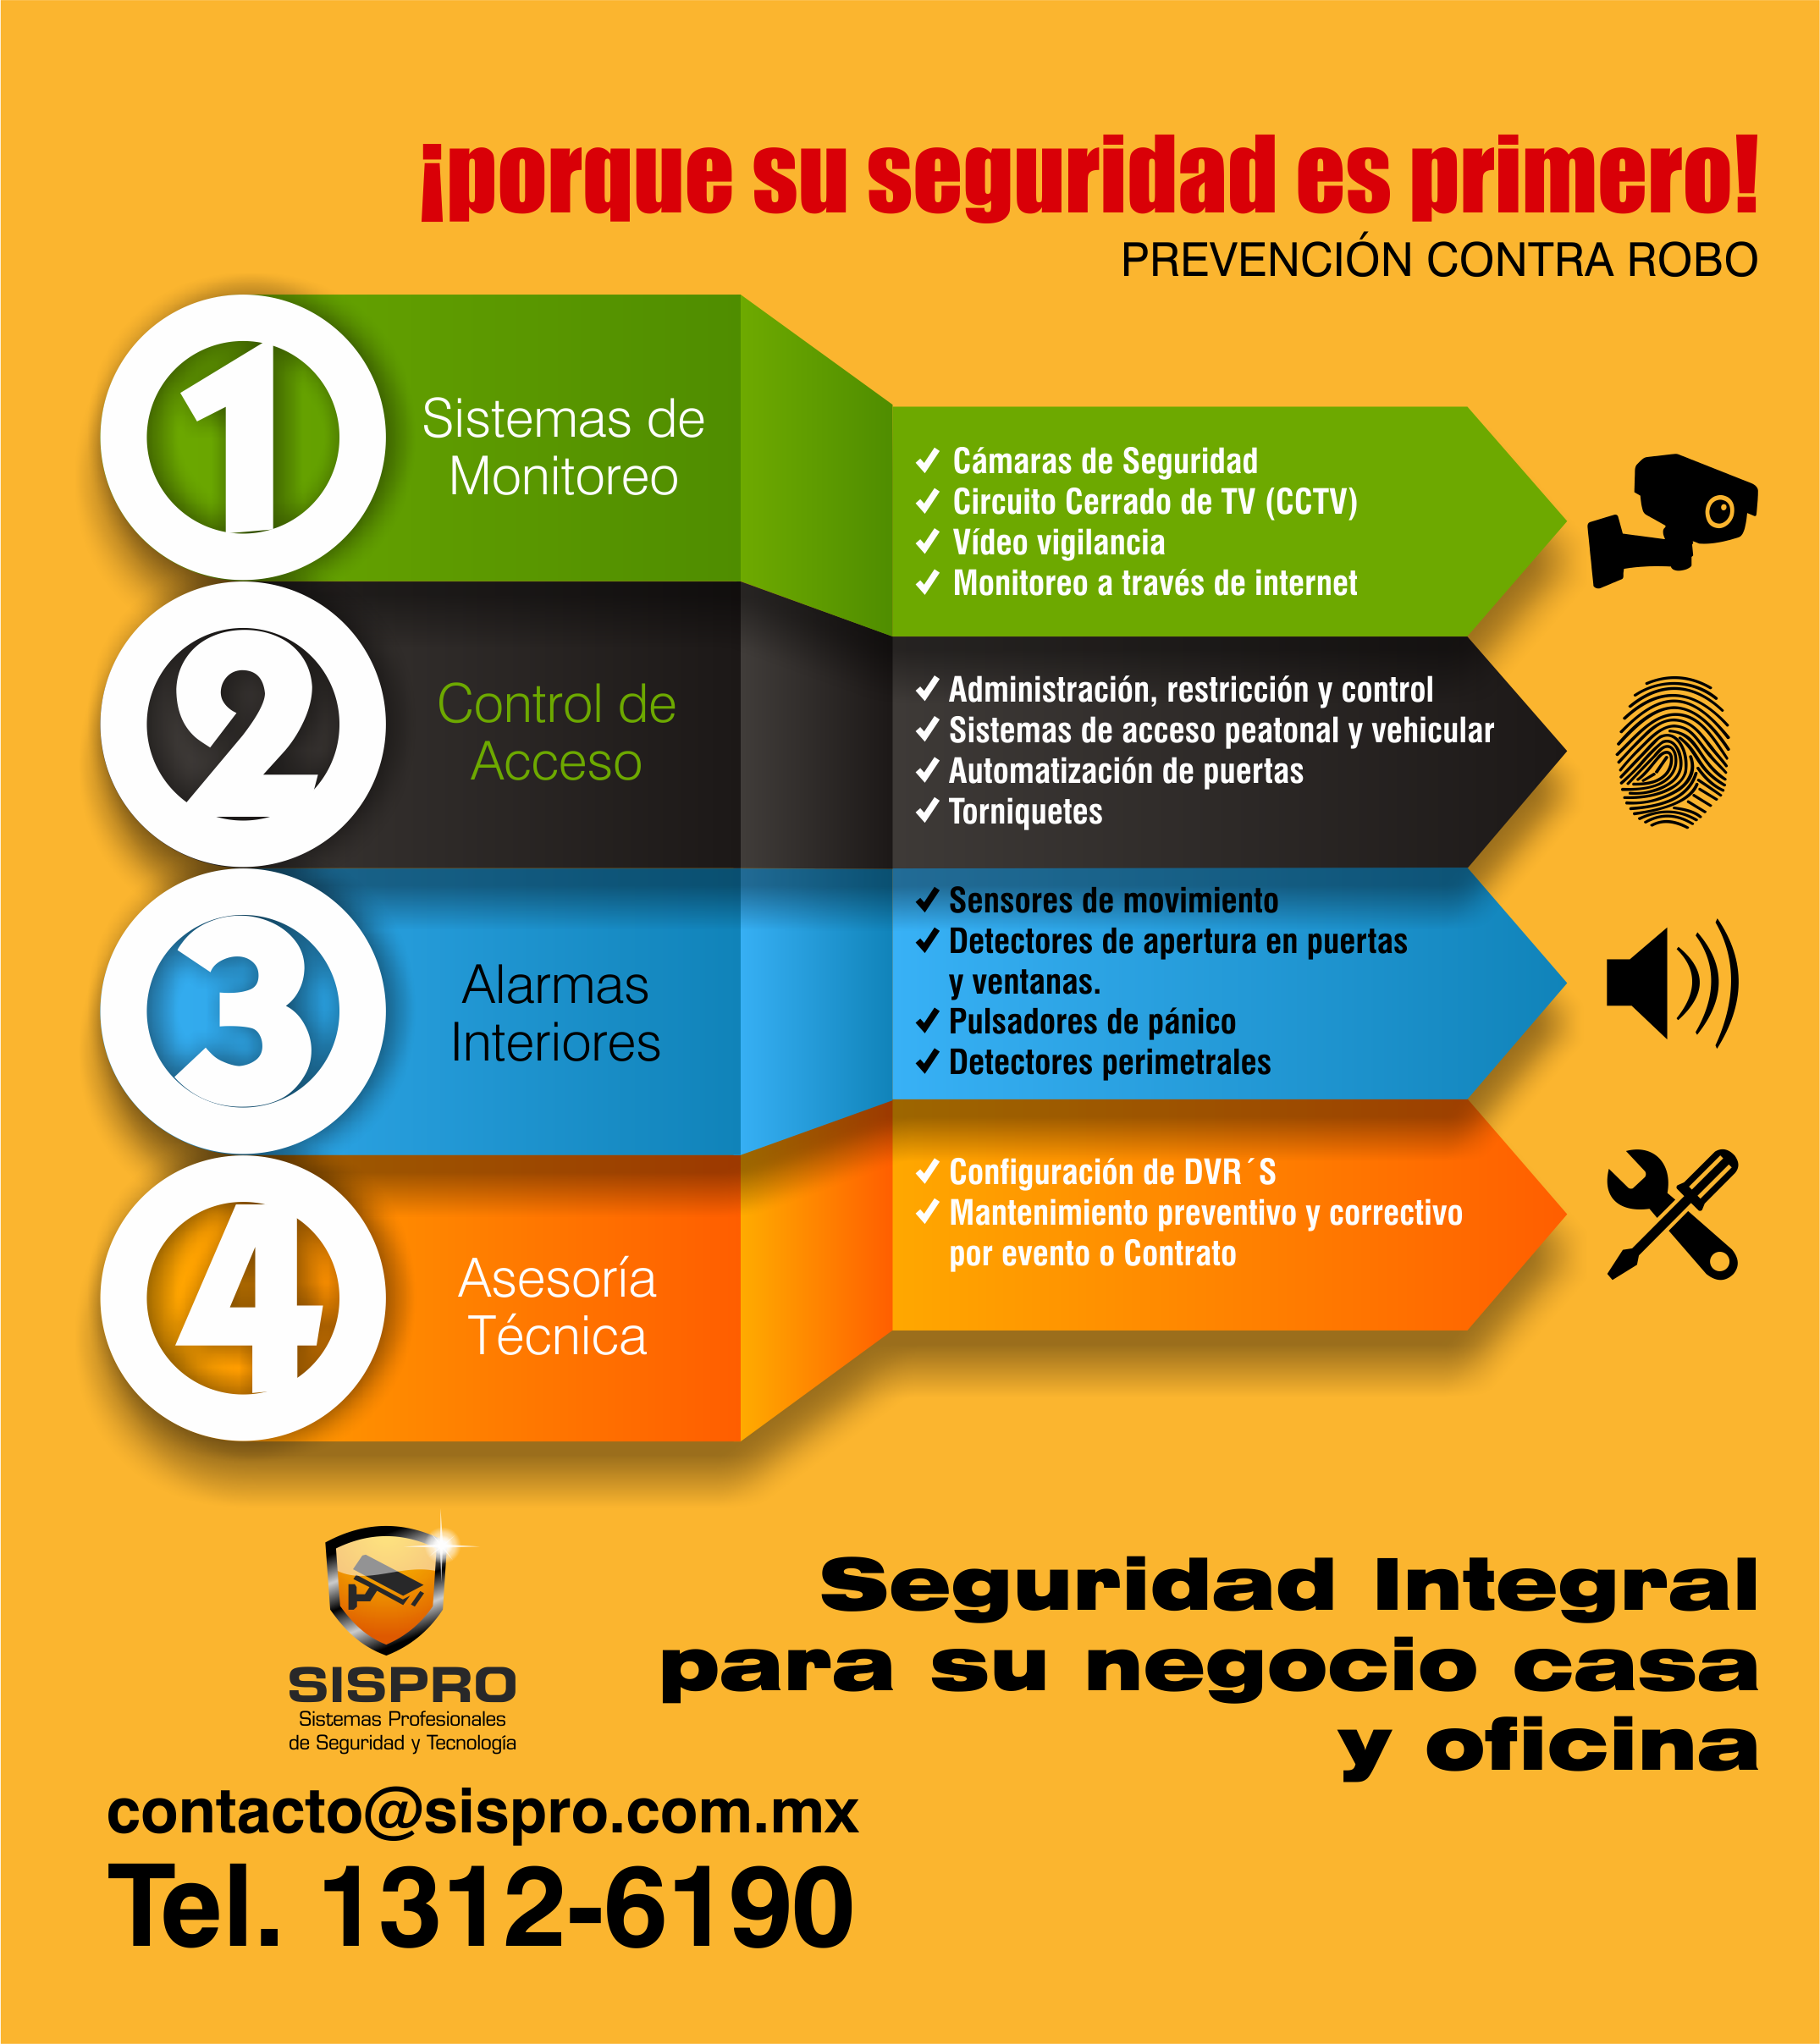 ¡porque su seguridad es primero!
PREVENCIÓN CONTRA ROBO
1
Sistemas de
Monitoreo
Cámaras de Seguridad
Circuito Cerrado de TV (CCTV)
Vídeo vigilancia
Monitoreo a través de internet
2
Control de
Acceso
Administración, restricción y control
Sistemas de acceso peatonal y vehicular
Automatización de puertas
Torniquetes
3
Alarmas
Interiores
Sensores de movimiento
Detectores de apertura en puertas
y ventanas.
Pulsadores de pánico
Detectores perimetrales
4
Asesoría
Técnica
Configuración de DVR´S
Mantenimiento preventivo y correctivo
por evento o Contrato
SISPRO
Sistemas Profesionales
de Seguridad y Tecnología
Seguridad Integral
para su negocio casa
y oficina
contacto@sispro.com.mx
Tel. 1312-6190